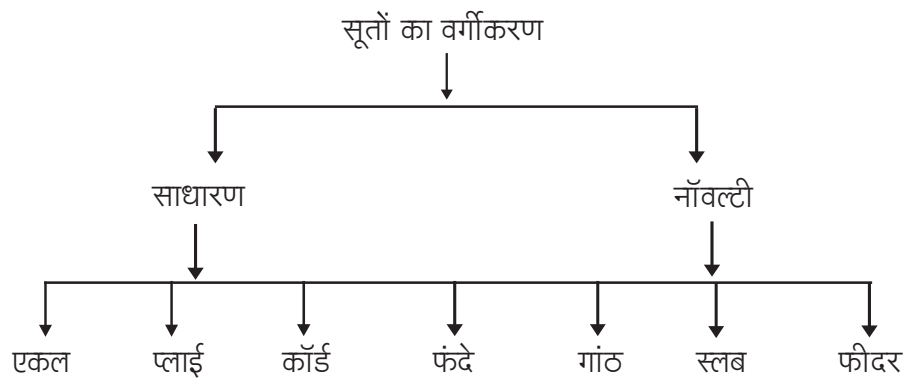 सूतों का वर्गीकरण
साधारण नॉवल्टी
एकल प्लाई कॉर्ड फंदे गांठ स्लब फीदर